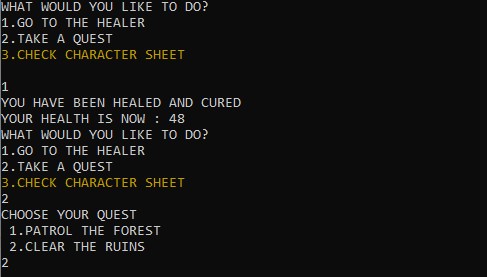 WHAT WOULD YOU LIKE TO DO?
1.GO TO THE HEALER
2.TAKE A QUEST
3.CHECK CHARACTER SHEET

1
YOU HAVE BEEN HEALED AND CURED
YOUR HEALTH IS NOW : 48
WHAT WOULD YOU LIKE TO DO?
1.GO TO THE HEALER
2.TAKE A QUEST
3.CHECK CHARACTER SHEET
2
CHOOSE YOUR QUEST
 1.PATROL THE FOREST
 2.CLEAR THE RUINS
2